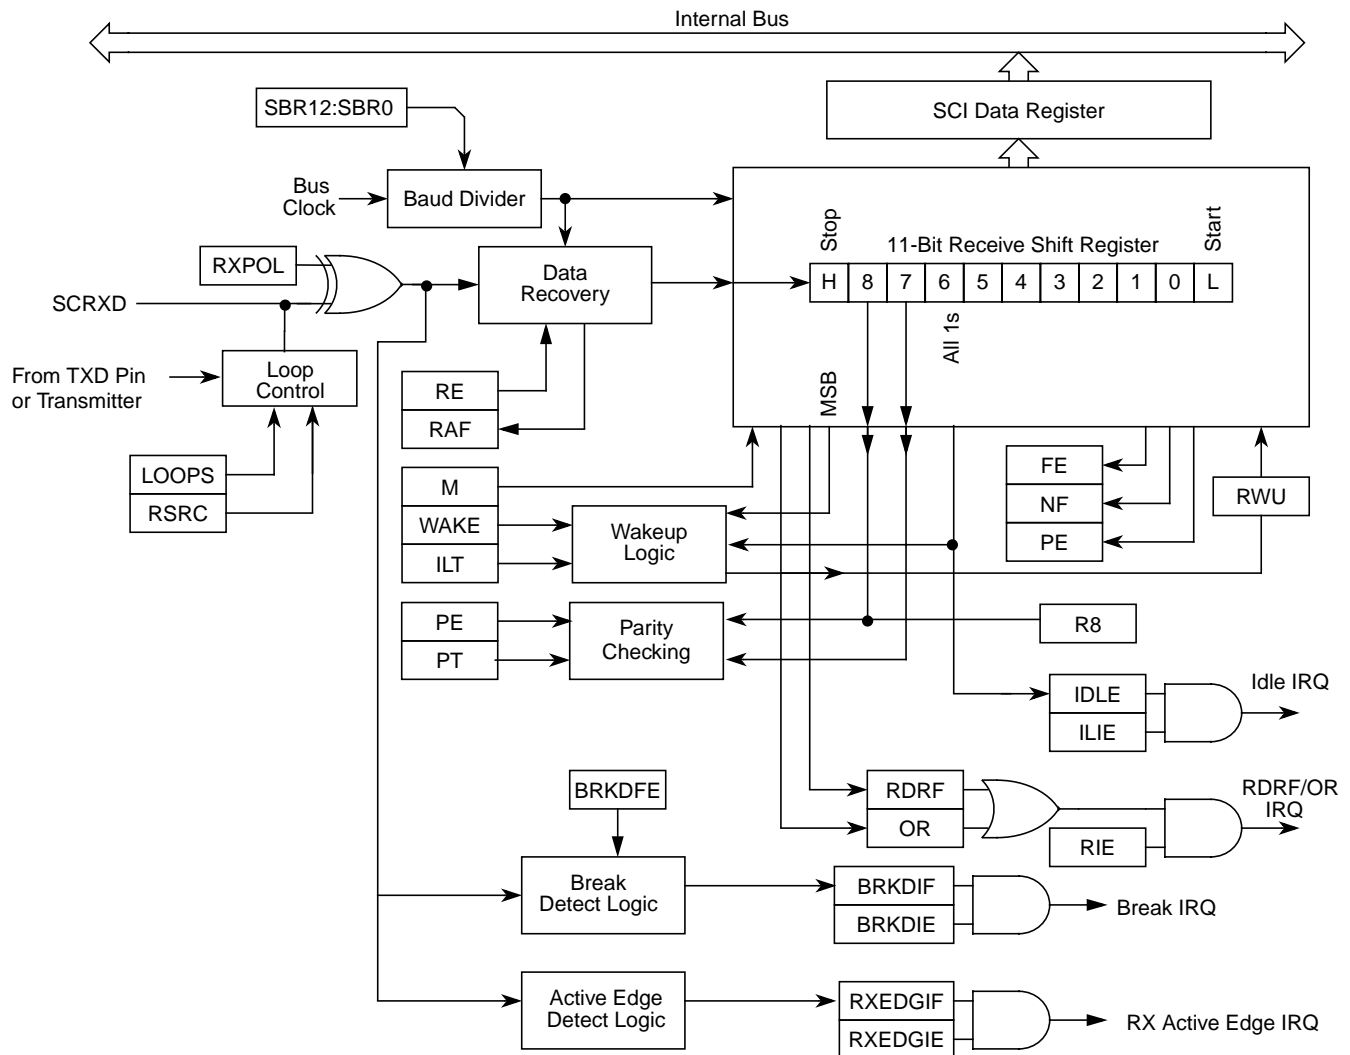 Internal Bus
SBR12:SBR0
SCI Data Register
Bus
Clock
Baud Divider
Stop
11-Bit Receive Shift Register
Start
RXPOL
Data
Recovery
H 8 7 6 5 4 3 2 1 0 L
SCRXD
All 1s
From TXD Pin
or Transmitter
Loop
Control
MSB
RE
RAF
LOOPS
RSRC
M
WAKE
ILT
Wakeup
Logic
FE
NF
PE
RWU
PE
PT
Parity
Checking
R8
IDLE
ILIE
Idle IRQ
BRKDFE
RDRF
OR
RIE
RDRF/OR
IRQ
Break
Detect Logic
BRKDIF
BRKDIE
Break IRQ
Active Edge
Detect Logic
RXEDGIF
RXEDGIE
RX Active Edge IRQ